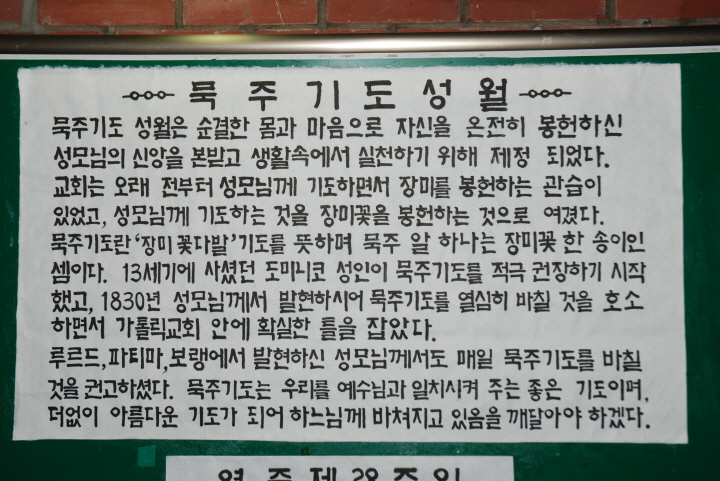 묵주기도성월
묵주기도 성월은 순결한 몸과 마음으로 자신을 온전히 봉헌하신
성모님의 신앙을 본받고 생활속에서 실천하기 위해 제정 되었다.
교회는 오래 전부터 성모님께 기도하면서 장미를 봉헌하는 관습이
있었고, 성모님께 기도하는 것을 장미꽃을 봉헌하는 것으로 여겼다.
묵주기도란 '장미 꽃다발' 기도를 뜻하며 묵주 알 하나는 장미꽃 한 송이인
셈이다. 13세기에 사셨던 도미니코 성인이 묵주기도를 적극 권장하기 시작
했고, 1830년 성모님께서 발현하시어 묵주기도를 열심히 바칠 것을 호소
하면서 가톨릭교회 안에 확실한 틀을 잡았다.
루르드, 파티마, 보랭에서 발현하신 성모님께서도 매일 묵주기도를 바칠
것을 권고하셨다. 묵주기도는 우리를 예수님과 일치시켜 주는 좋은 기도이며,
더없이 아름다운 기도가 되어 하느님께 바쳐지고 있음을 깨달아야 하겠다.
연중제28주일